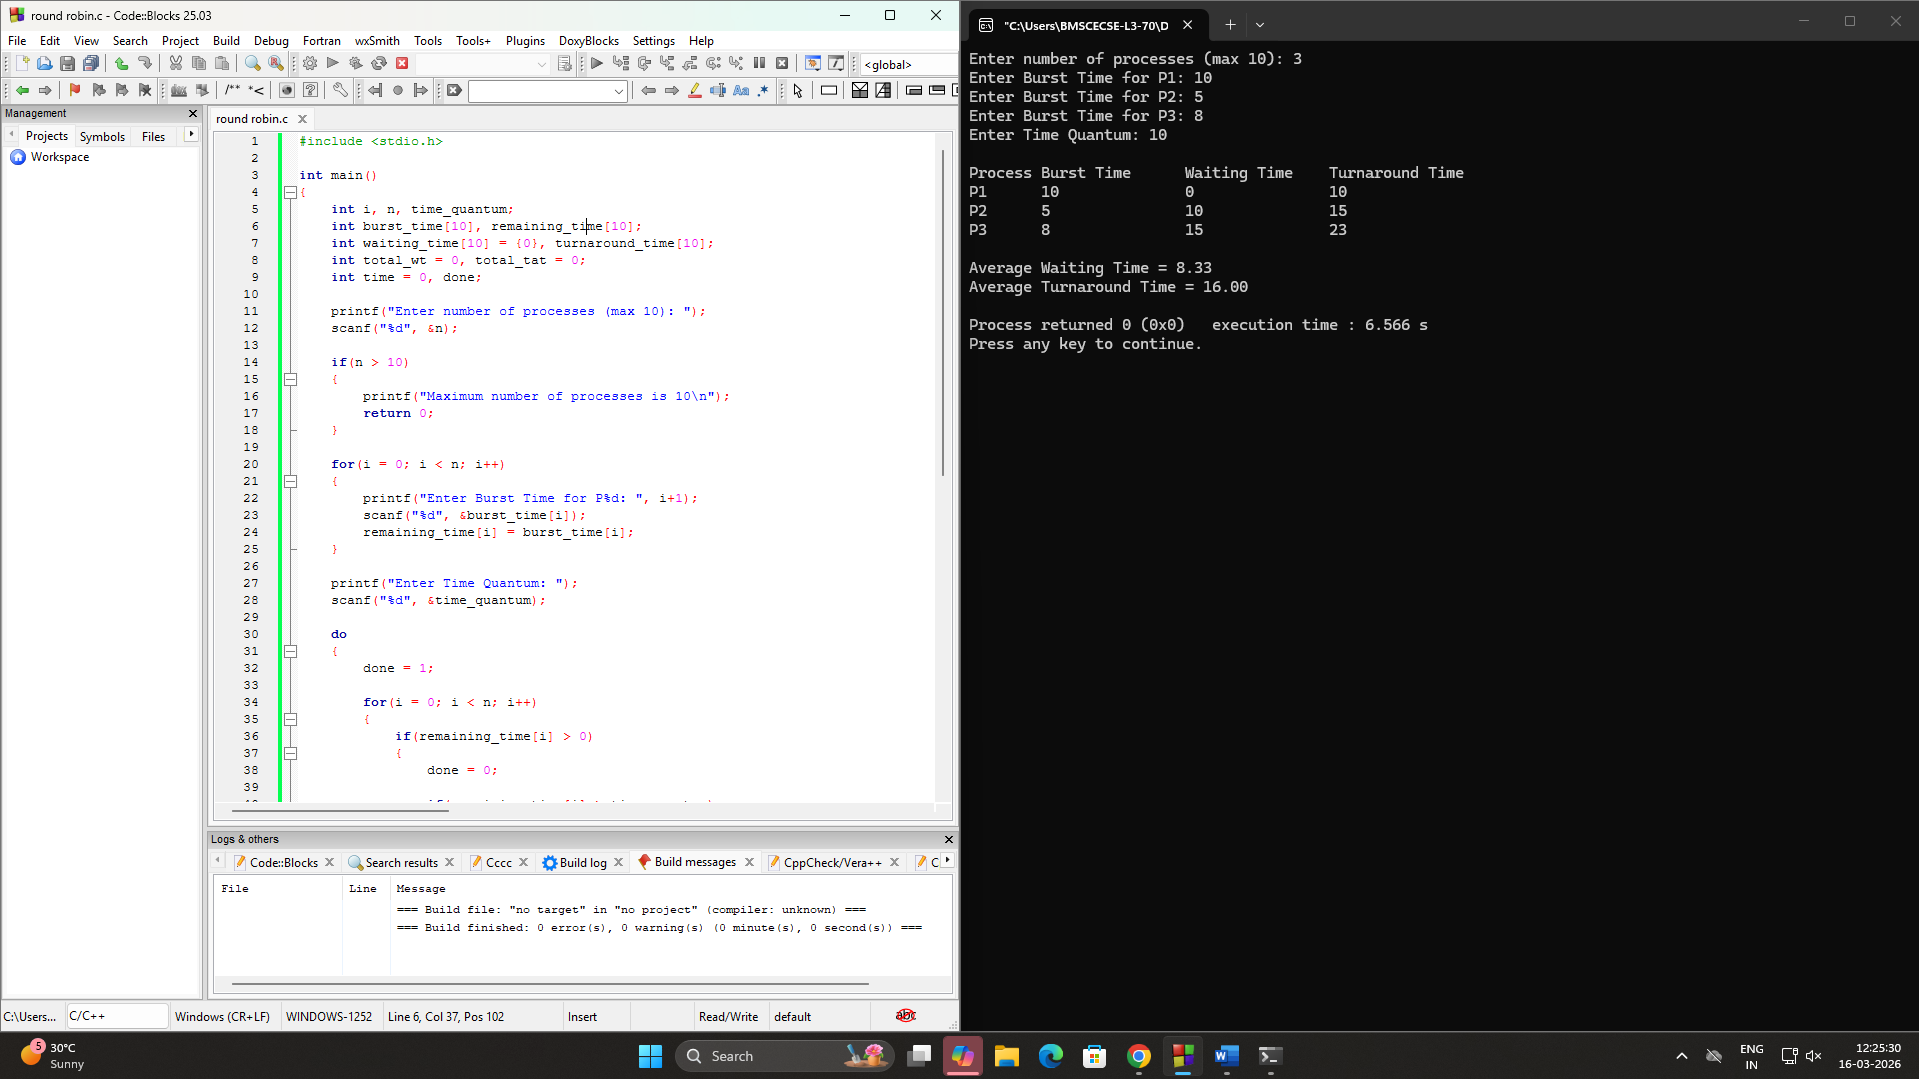 round robin.c - Code::Blocks 25.03
File Edit View Search Project Build Debug Fortran wxSmith Tools Tools+ Plugins DoxyBlocks Settings Help
<global>
/** *<
Aa .*
Management
Projects Symbols Files
Workspace
round robin.c
1 #include <stdio.h>
2
3 int main()
4 {
5 int i, n, time_quantum;
6 int burst_time[10], remaining_time[10];
7 int waiting_time[10] = {0}, turnaround_time[10];
8 int total_wt = 0, total_tat = 0;
9 int time = 0, done;
10
11 printf("Enter number of processes (max 10): ");
12 scanf("%d", &n);
13
14 if(n > 10)
15 {
16 printf("Maximum number of processes is 10\n");
17 return 0;
18 }
19
20 for(i = 0; i < n; i++)
21 {
22 printf("Enter Burst Time for P%d: ", i+1);
23 scanf("%d", &burst_time[i]);
24 remaining_time[i] = burst_time[i];
25 }
26
27 printf("Enter Time Quantum: ");
28 scanf("%d", &time_quantum);
29
30 do
31 {
32 done = 1;
33
34 for(i = 0; i < n; i++)
35 {
36 if(remaining_time[i] > 0)
37 {
38 done = 0;
39
Logs & others
Code::Blocks Search results Cccc Build log Build messages CppCheck/Vera++ C
File Line Message
=== Build file: "no target" in "no project" (compiler: unknown) ===
=== Build finished: 0 error(s), 0 warning(s) (0 minute(s), 0 second(s)) ===
C:\Users... C/C++ Windows (CR+LF) WINDOWS-1252 Line 6, Col 37, Pos 102 Insert Read/Write default abc
"C:\Users\BMSCECSE-L3-70\D
Enter number of processes (max 10): 3
Enter Burst Time for P1: 10
Enter Burst Time for P2: 5
Enter Burst Time for P3: 8
Enter Time Quantum: 10
Process Burst Time Waiting Time Turnaround Time
P1 10 0 10
P2 5 10 15
P3 8 15 23
Average Waiting Time = 8.33
Average Turnaround Time = 16.00
Process returned 0 (0x0) execution time : 6.566 s
Press any key to continue.
5
30°C
Sunny
Search
ENG
IN
12:25:30
16-03-2026